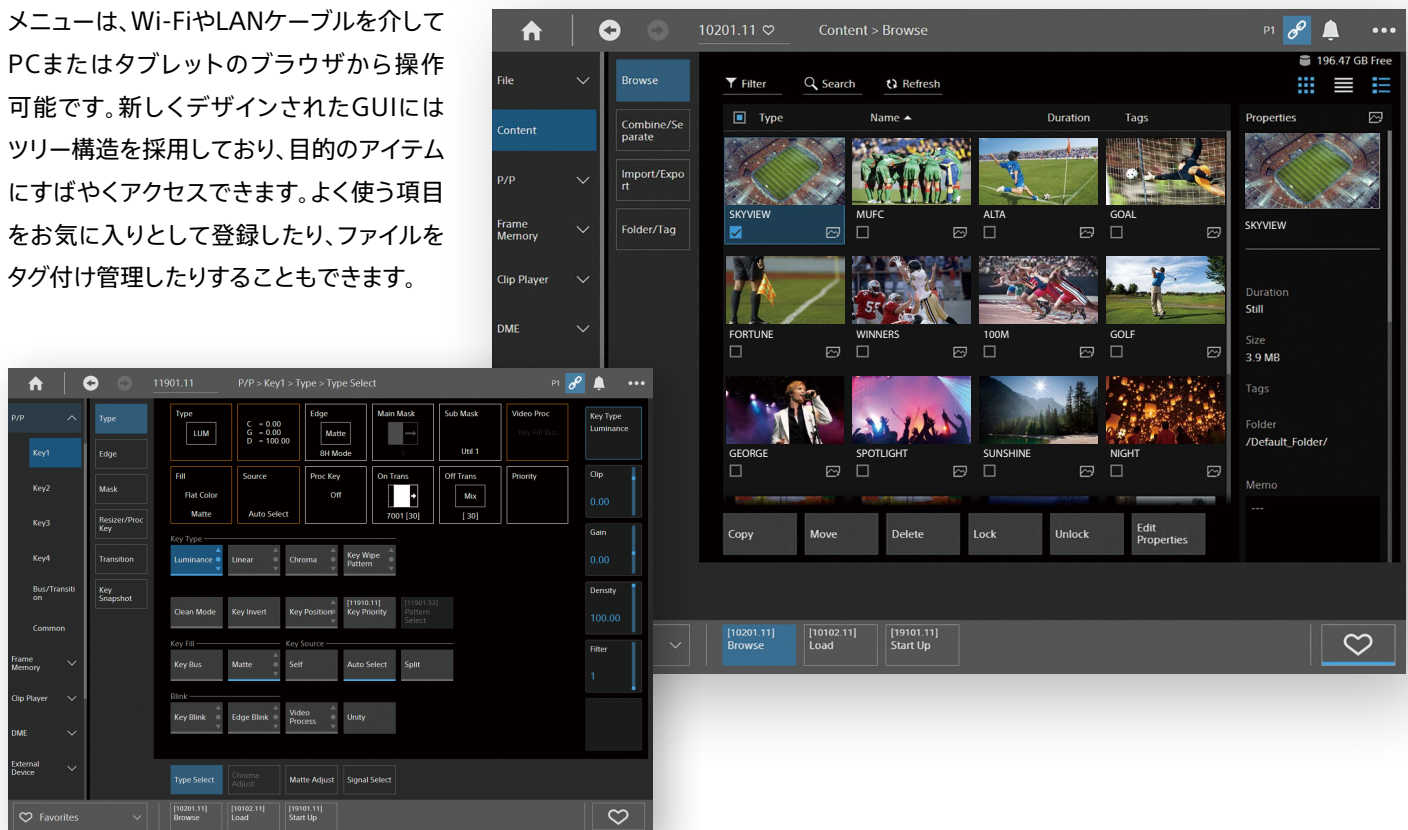 メニューは、Wi-FiやLANケーブルを介して
PCまたはタブレットのブラウザから操作
可能です。新しくデザインされたGUIには
ツリー構造を採用しており、目的のアイテム
にすばやくアクセスできます。よく使う項目
をお気に入りとして登録したり、ファイルを
タグ付け管理したりすることもできます。
10201.11 Content > Browse P1
196.47 GB Free
File
Content
P/P
Frame
Memory
Clip Player
DME
Browse
Combine/Se
parate
Import/Expo
rt
Folder/Tag
Filter Search Refresh
Type Name Duration Tags
SKYVIEW MUFC ALTA GOAL
FORTUNE WINNERS 100M GOLF
GEORGE SPOTLIGHT SUNSHINE NIGHT
Properties
SKYVIEW
Duration
Still
Size
3.9 MB
Tags
Folder
/Default_Folder/
Memo
---
Copy Move Delete Lock Unlock Edit
Properties
[10201.11] [10102.11] [19101.11]
Browse Load Start Up
11901.11 P/P > Key1 > Type > Type Select P1
P/P
Key1
Key2
Key3
Key4
Bus/Transiti
on
Common
Frame
Memory
Clip Player
DME
External
Device
Type
Edge
Mask
Resizer/Proc
Key
Transition
Key
Snapshot
Type
LUM
C = 0.00
G = 0.00
D = 100.00
Edge
Matte
8H Mode
Main Mask
1
Sub Mask
Util 1
Video Proc
Key Fill Bus
Fill
Flat Color
Matte
Source
Auto Select
Proc Key
Off
On Trans
7001 [30]
Off Trans
Mix
[ 30]
Priority
Key Type
Luminance Linear Chroma Key Wipe
Pattern
Clean Mode Key Invert Key Position [11910.11]
Key Priority
[11901.52]
Pattern
Select
Key Fill Key Source
Key Bus Matte Self Auto Select Split
Blink
Key Blink Edge Blink Video
Process Unity
Key Type
Luminance
Clip
0.00
Gain
0.00
Density
100.00
Filter
1
Type Select Chroma
Adjust Matte Adjust Signal Select
Favorites
[10201.11] [10102.11] [19101.11]
Browse Load Start Up